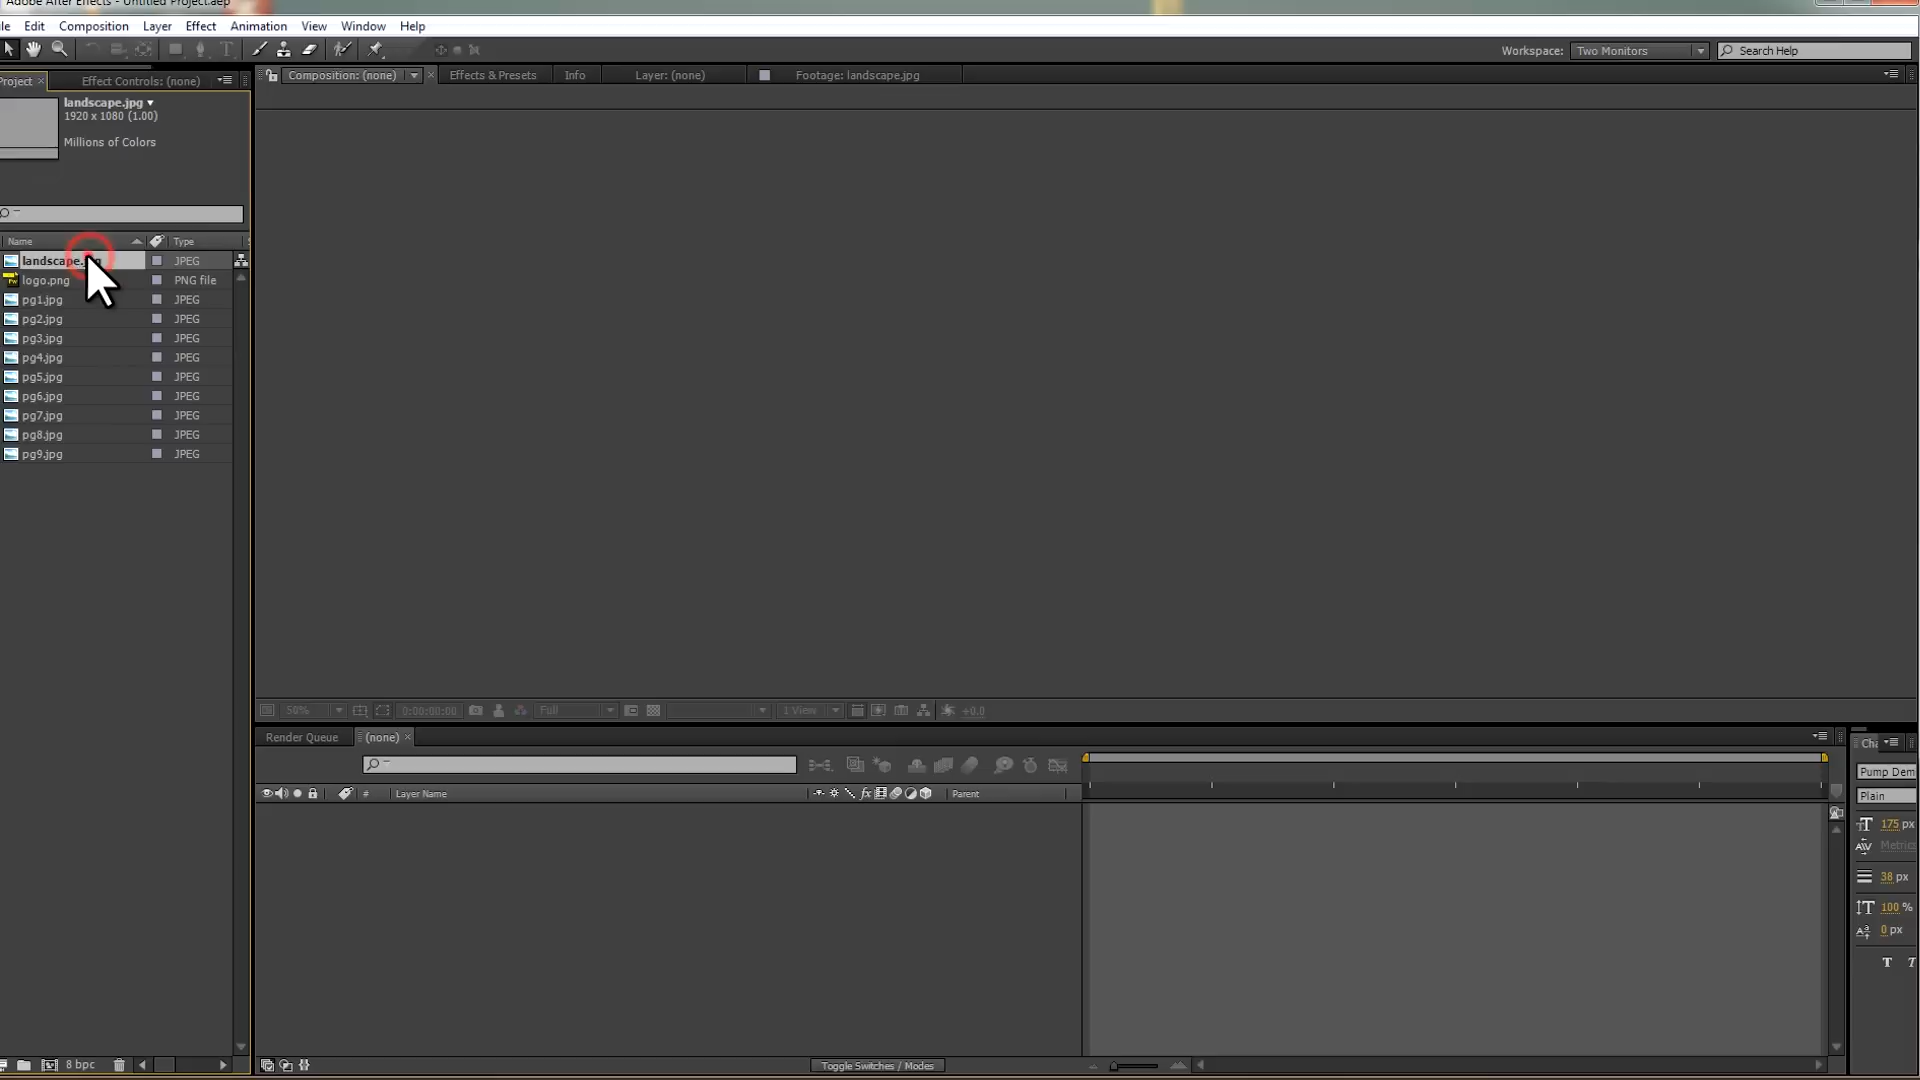 Adobe After Effects - Untitled Project.aep
le Edit Composition Layer Effect Animation View Window Help
Workspace: Two Monitors Search Help
Project Effect Controls: (none)
Composition: (none) Effects & Presets Info Layer: (none) Footage: landscape.jpg
landscape.jpg
1920 x 1080 (1.00)
Millions of Colors
Name Type
landscape.jpg JPEG
logo.png PNG file
pg1.jpg JPEG
pg2.jpg JPEG
pg3.jpg JPEG
pg4.jpg JPEG
pg5.jpg JPEG
pg6.jpg JPEG
pg7.jpg JPEG
pg8.jpg JPEG
pg9.jpg JPEG
50% 0:00:00:00 Full 1 View +0.0
Render Queue (none)
# Layer Name fx Parent
Cha
Pump Dem
Plain
175 px
Metric
38 px
100 %
0 px
T T
8 bpc
Toggle Switches / Modes